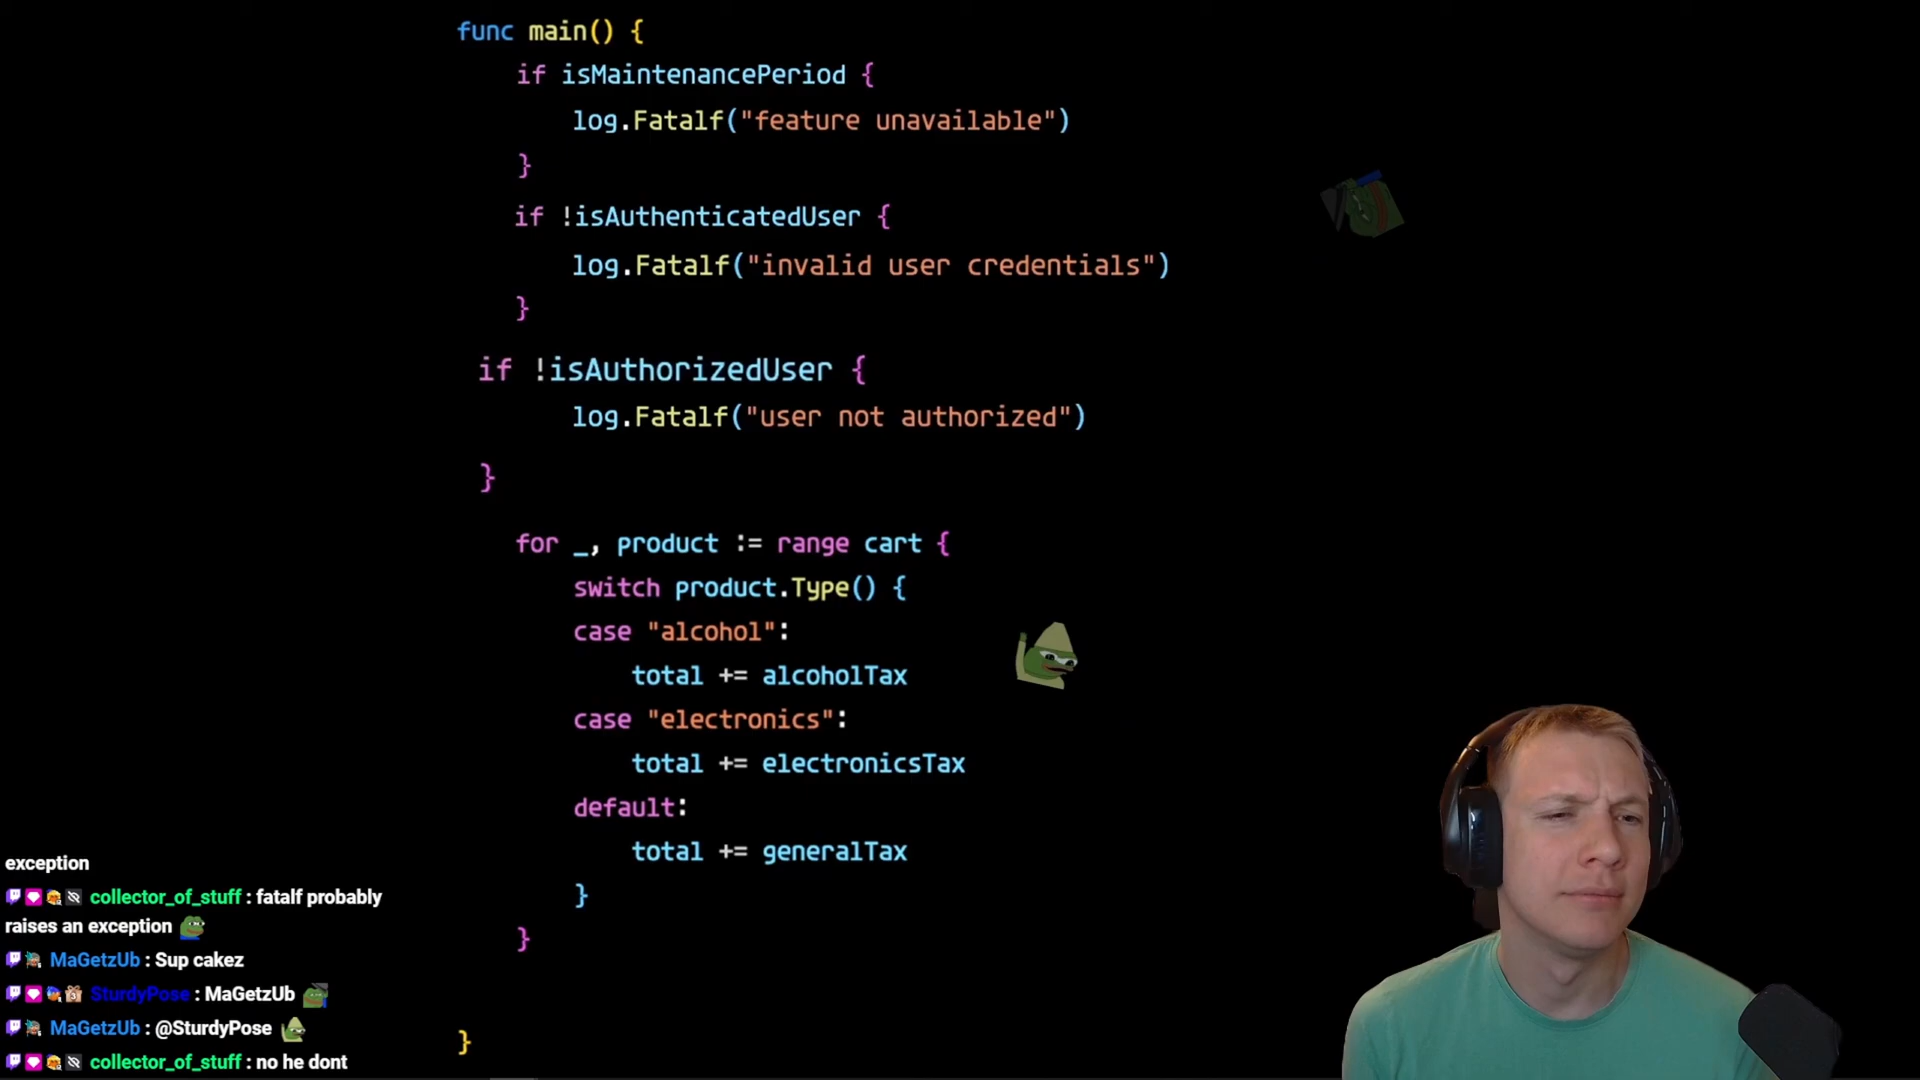 func main() {
if isMaintenancePeriod {
log.Fatalf("feature unavailable")
}
if !isAuthenticatedUser {
log.Fatalf("invalid user credentials")
}
if !isAuthorizedUser {
log.Fatalf("user not authorized")
}
for _, product := range cart {
switch product.Type() {
case "alcohol":
total += alcoholTax
case "electronics":
total += electronicsTax
default:
total += generalTax
}
}
}
exception
collector_of_stuff : fatalf probably
raises an exception
MaGetzUb : Sup cakez
SturdyPose : MaGetzUb
MaGetzUb : @SturdyPose
collector_of_stuff : no he dont